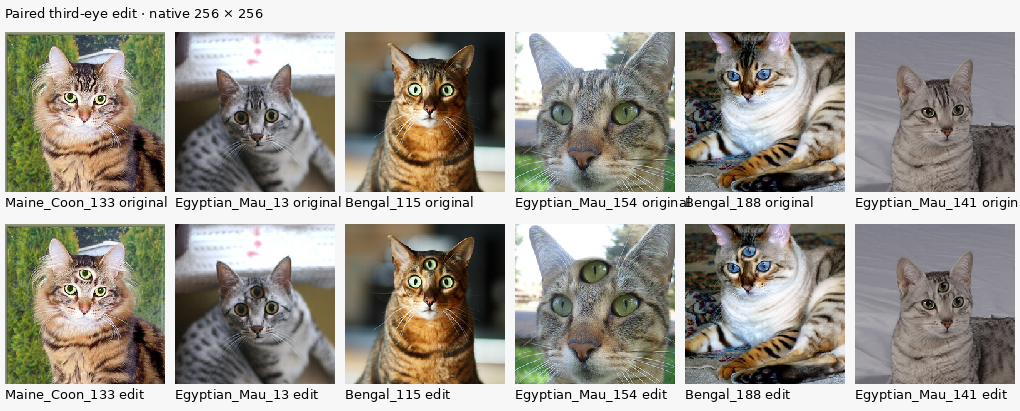 Paired third-eye edit · native 256 × 256
Maine_Coon_133 original
Egyptian_Mau_13 original
Bengal_115 original
Egyptian_Mau_154 original
Bengal_188 original
Egyptian_Mau_141 origin
Maine_Coon_133 edit
Egyptian_Mau_13 edit
Bengal_115 edit
Egyptian_Mau_154 edit
Bengal_188 edit
Egyptian_Mau_141 edit